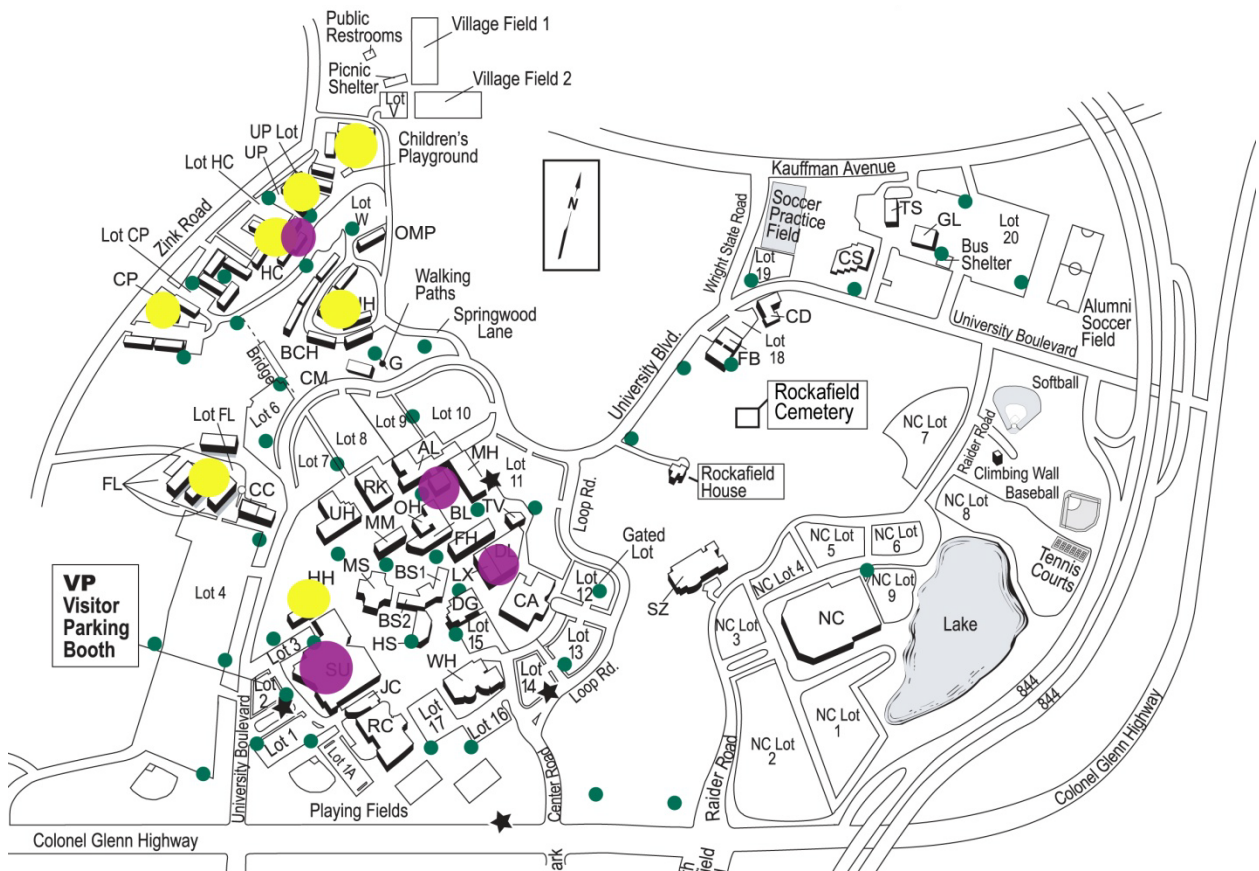 Public
Restrooms
Village Field 1
Picnic
Shelter
Lot
V
Village Field 2
UP Lot
UP
Children's
Playground
Lot HC
Zink Road
Lot
W
OMP
Lot CP
HC
CP
Walking
Paths
Springwood
Lane
BCH
G
Bridge
CM
N
Kauffman Avenue
Wright State Road
Soccer
Practice
Field
TS
GL
Lot
20
Bus
Shelter
CS
Lot
19
Alumni
Soccer
Field
CD
Lot
18
FB
University Boulevard
University Blvd.
Rockafield
Cemetery
Softball
NC Lot
7
Raider Road
Climbing Wall
Baseball
Rockafield
House
NC Lot
8
Tennis
Courts
Lot 6
Lot 9
Lot 10
Lot 8
Lot 7
Lot FL
AL
MH
Lot
11
FL
CC
RK
OH
BL
TV
UH
MM
FH
Loop Rd.
Gated
Lot
DL
MS
BS1
LX
Lot
12
HH
CA
DG
BS2
HS
Lot
15
Lot
13
SZ
NC Lot
5
NC Lot
6
NC Lot 4
NC
NC Lot
9
NC Lot
3
Lake
VP
Visitor
Parking
Booth
Lot 4
Lot 3
SU
WH
Lot
14
Loop Rd.
Lot
2
JC
RC
Lot
17
Lot 16
Lot 1
Lot 1A
NC Lot
1
NC Lot
2
844
844
University Boulevard
Playing Fields
Center Road
Raider Road
Colonel Glenn Highway
Colonel Glenn Highway
ark